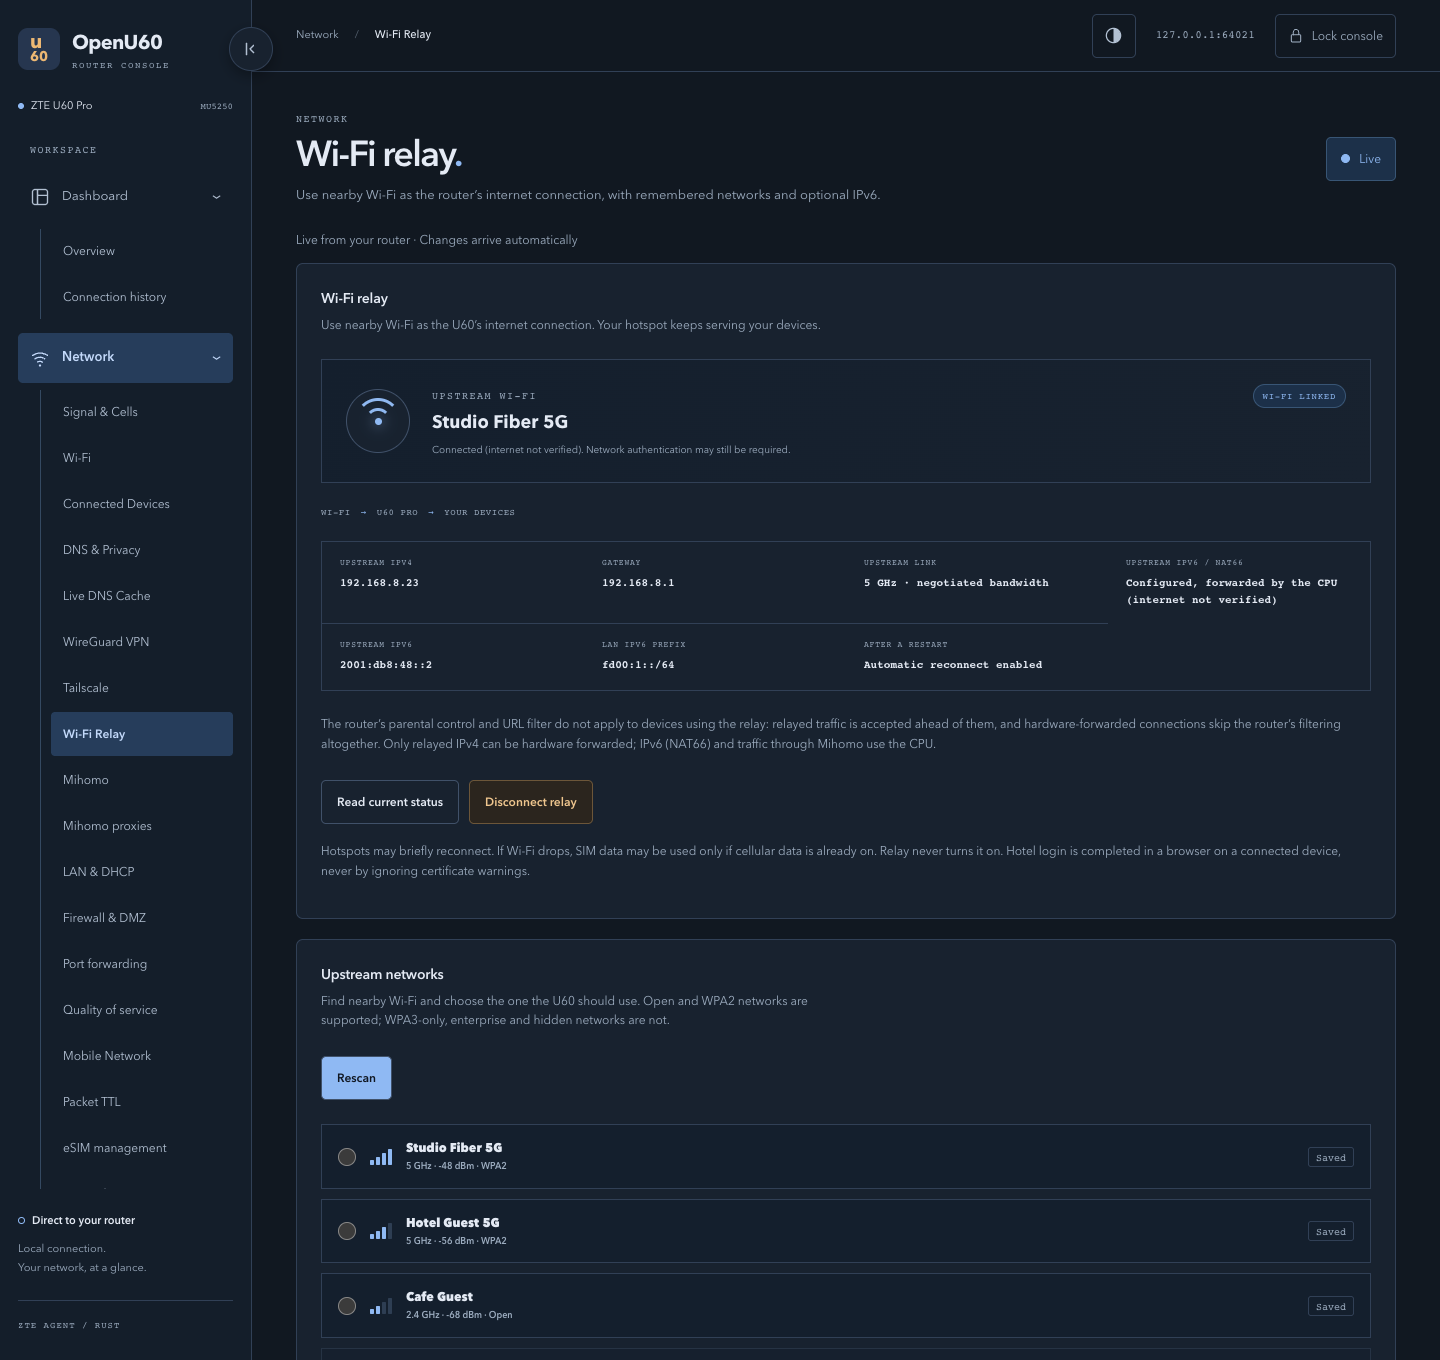 u
60
OpenU60
ROUTER CONSOLE
ZTE U60 Pro
MU5250
WORKSPACE
Dashboard
Overview
Connection history
Network
Signal & Cells
Wi-Fi
Connected Devices
DNS & Privacy
Live DNS Cache
WireGuard VPN
Tailscale
Wi-Fi Relay
Mihomo
Mihomo proxies
LAN & DHCP
Firewall & DMZ
Port forwarding
Quality of service
Mobile Network
Packet TTL
eSIM management
Direct to your router
Local connection.
Your network, at a glance.
ZTE AGENT / RUST
Network / Wi-Fi Relay
127.0.0.1:64021
Lock console
NETWORK
Wi-Fi relay.
Live
Use nearby Wi-Fi as the router's internet connection, with remembered networks and optional IPv6.
Live from your router · Changes arrive automatically
Wi-Fi relay
Use nearby Wi-Fi as the U60's internet connection. Your hotspot keeps serving your devices.
UPSTREAM WI-FI
Studio Fiber 5G
Connected (internet not verified). Network authentication may still be required.
WI-FI LINKED
WI-FI → U60 PRO → YOUR DEVICES
UPSTREAM IPV4
192.168.8.23
GATEWAY
192.168.8.1
UPSTREAM LINK
5 GHz · negotiated bandwidth
UPSTREAM IPV6 / NAT66
Configured, forwarded by the CPU
(internet not verified)
UPSTREAM IPV6
2001:db8:48::2
LAN IPV6 PREFIX
fd00:1::/64
AFTER A RESTART
Automatic reconnect enabled
The router's parental control and URL filter do not apply to devices using the relay: relayed traffic is accepted ahead of them, and hardware-forwarded connections skip the router's filtering
altogether. Only relayed IPv4 can be hardware forwarded; IPv6 (NAT66) and traffic through Mihomo use the CPU.
Read current status
Disconnect relay
Hotspots may briefly reconnect. If Wi-Fi drops, SIM data may be used only if cellular data is already on. Relay never turns it on. Hotel login is completed in a browser on a connected device,
never by ignoring certificate warnings.
Upstream networks
Find nearby Wi-Fi and choose the one the U60 should use. Open and WPA2 networks are
supported; WPA3-only, enterprise and hidden networks are not.
Rescan
Studio Fiber 5G
5 GHz · -48 dBm · WPA2
Saved
Hotel Guest 5G
5 GHz · -56 dBm · WPA2
Saved
Cafe Guest
2.4 GHz · -68 dBm · Open
Saved